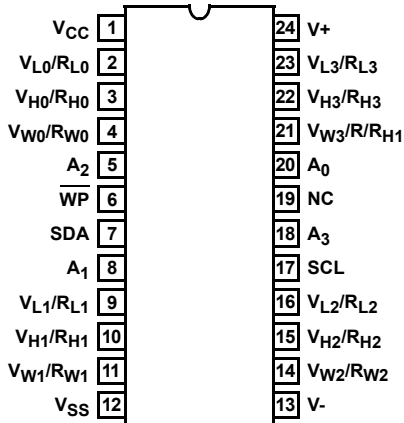 VCC 1 24 V+
VL0/RL0 2 23 VL3/RL3
VH0/RH0 3 22 VH3/RH3
VW0/RW0 4 21 VW3/R/RH1
A2 5 20 A0
WP 6 19 NC
SDA 7 18 A3
A1 8 17 SCL
VL1/RL1 9 16 VL2/RL2
VH1/RH1 10 15 VH2/RH2
VW1/RW1 11 14 VW2/RW2
VSS 12 13 V-